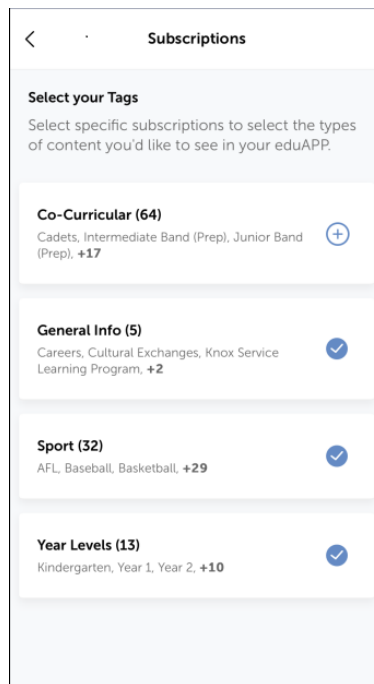 Subscriptions
Select your Tags
Select specific subscriptions to select the types
of content you'd like to see in your eduAPP.
Co-Curricular (64)
Cadets, Intermediate Band (Prep), Junior Band
(Prep), +17
General Info (5)
Careers, Cultural Exchanges, Knox Service
Learning Program, +2
Sport (32)
AFL, Baseball, Basketball, +29
Year Levels (13)
Kindergarten, Year 1, Year 2, +10